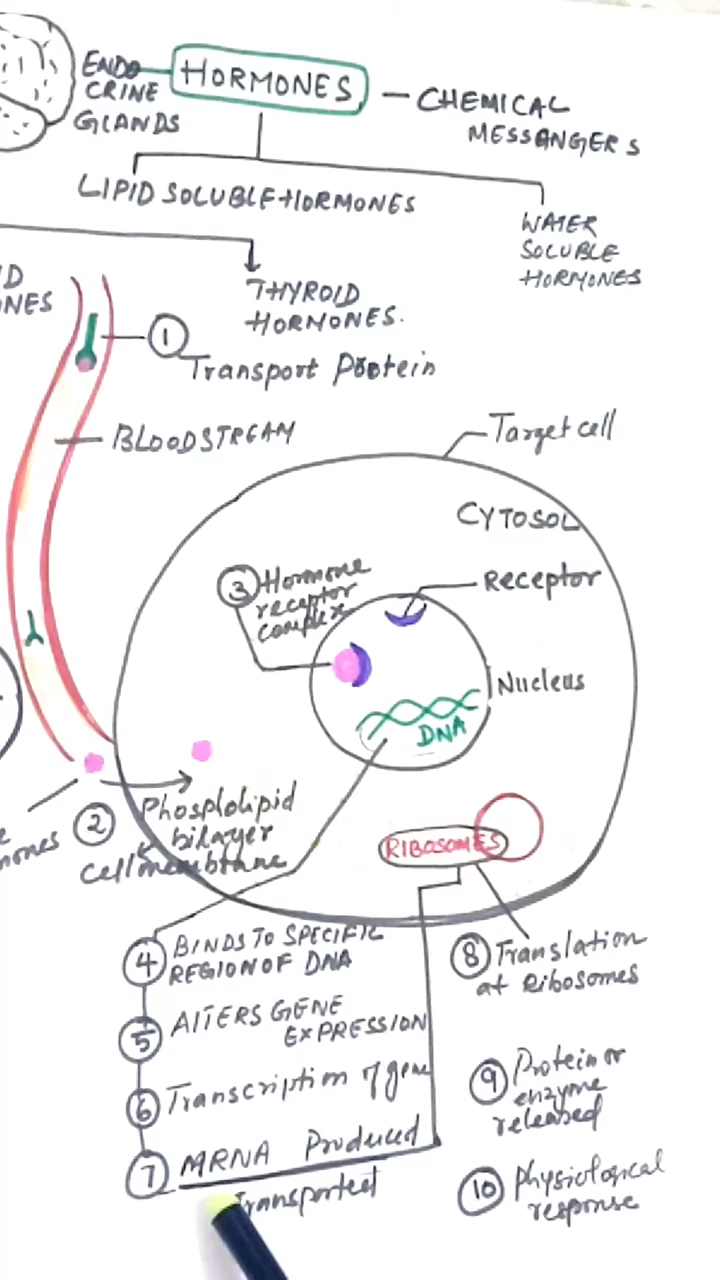 ENDO
CRINE
GLANDS
HORMONES
— CHEMICAL
MESSANGERS
LIPID SOLUBLE HORMONES
WATER
SOLUBLE
HORMONES
THYROID
HORMONES.
1
Transport Protein
BLOODSTREAM
Target cell
CYTOSOL
3 Hormone
receptor
complex
Receptor
Nucleus
DNA
2 Phospholipid
bilayer
cell membrane
RIBOSOMES
4 BINDS TO SPECIFIC
REGION OF DNA
5 AlTERS GENE
EXPRESSION
6 Transcription of gene
7 MRNA Produced
Transported
8 Translation
at Ribosomes
9 Protein or
enzyme
released
10 Physiological
response